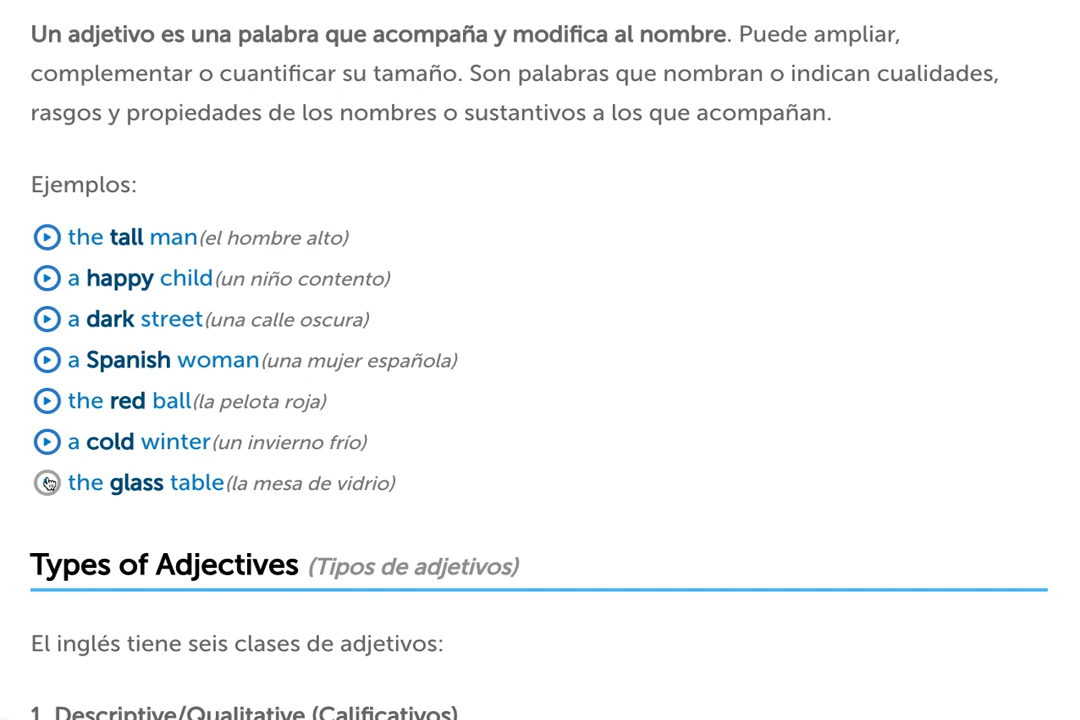 Un adjetivo es una palabra que acompaña y modifica al nombre. Puede ampliar,
complementar o cuantificar su tamaño. Son palabras que nombran o indican cualidades,
rasgos y propiedades de los nombres o sustantivos a los que acompañan.
Ejemplos:
the tall man (el hombre alto)
a happy child (un niño contento)
a dark street (una calle oscura)
a Spanish woman (una mujer española)
the red ball (la pelota roja)
a cold winter (un invierno frío)
the glass table (la mesa de vidrio)
Types of Adjectives (Tipos de adjetivos)
El inglés tiene seis clases de adjetivos:
1. Descriptive/Qualitative (Calificativos)